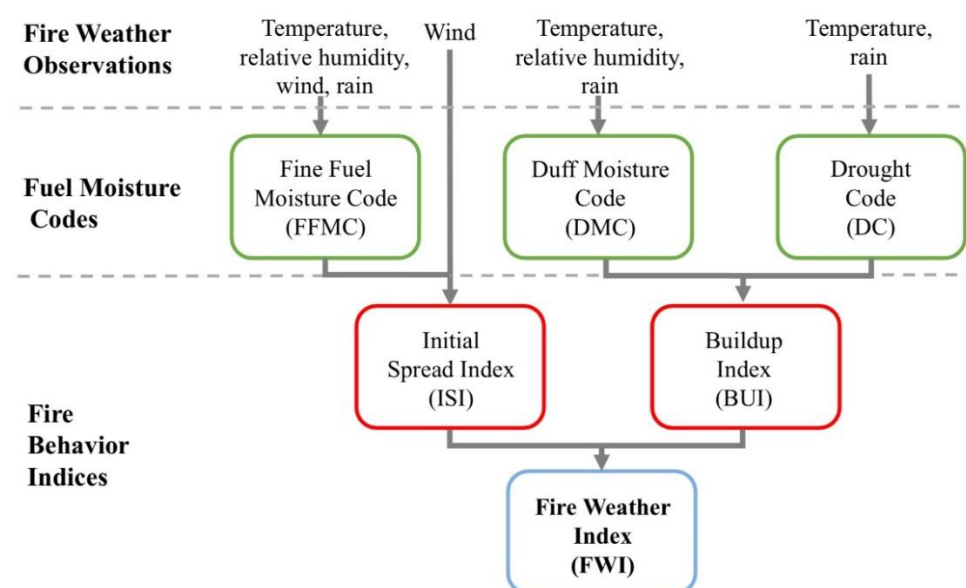 Fire Weather
Observations
Temperature,
relative humidity,
wind, rain
Wind
Temperature,
relative humidity,
rain
Temperature,
rain
Fuel Moisture
Codes
Fine Fuel
Moisture Code
(FFMC)
Duff Moisture
Code
(DMC)
Drought
Code
(DC)
Fire
Behavior
Indices
Initial
Spread Index
(ISI)
Buildup
Index
(BUI)
Fire Weather
Index
(FWI)